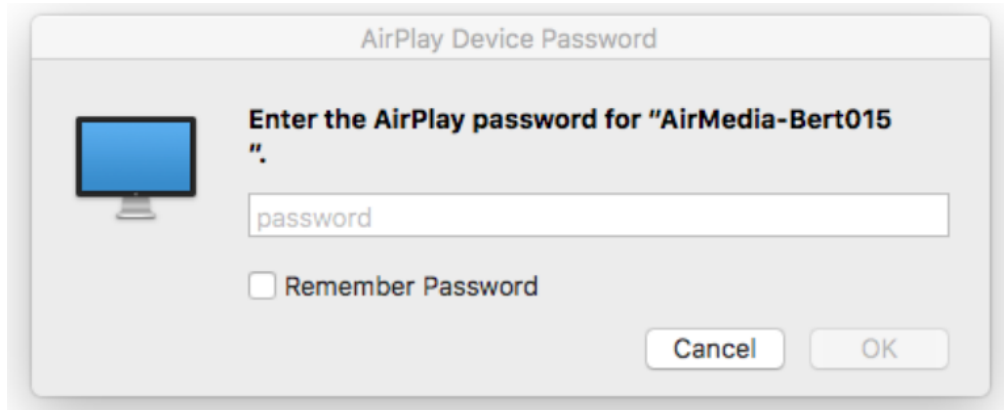 AirPlay Device Password
Enter the AirPlay password for "AirMedia-Bert015
".
password
Remember Password
Cancel OK